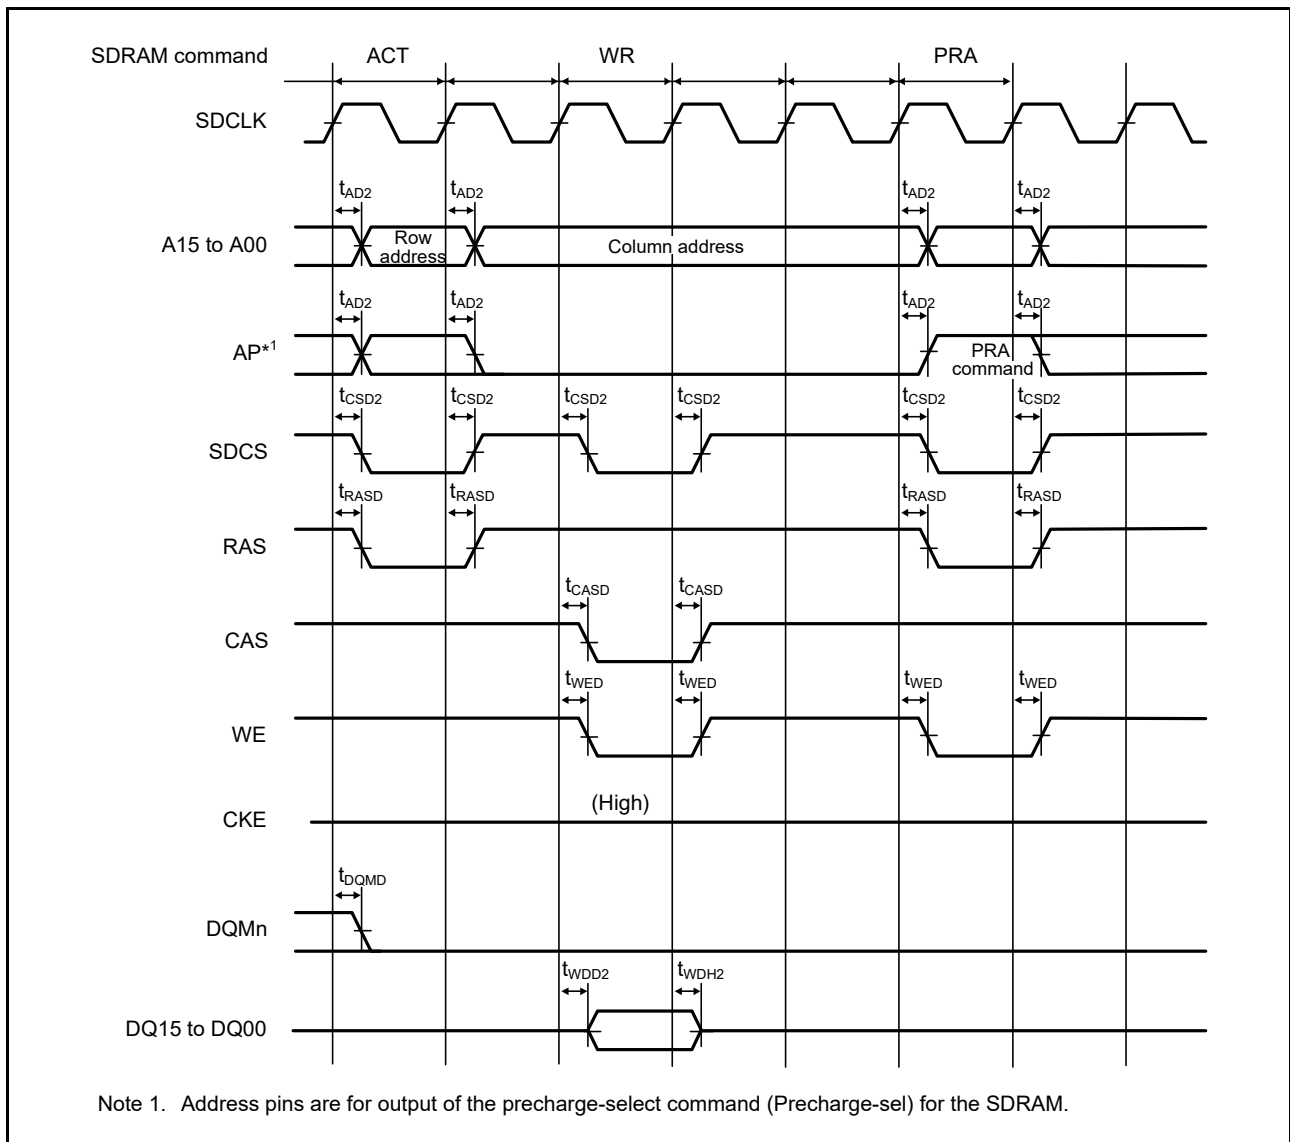 SDRAM command ACT WR PRA
SDCLK
tAD2 tAD2 tAD2 tAD2
A15 to A00 Row address Column address
tAD2 tAD2 tAD2 tAD2
AP*1 PRA command
tCSD2 tCSD2 tCSD2 tCSD2 tCSD2 tCSD2
SDCS
tRASD tRASD tRASD tRASD
RAS
tCASD tCASD
CAS
tWED tWED tWED tWED
WE
(High)
CKE
tDQMD
DQMn
tWDD2 tWDH2
DQ15 to DQ00
Note 1. Address pins are for output of the precharge-select command (Precharge-sel) for the SDRAM.